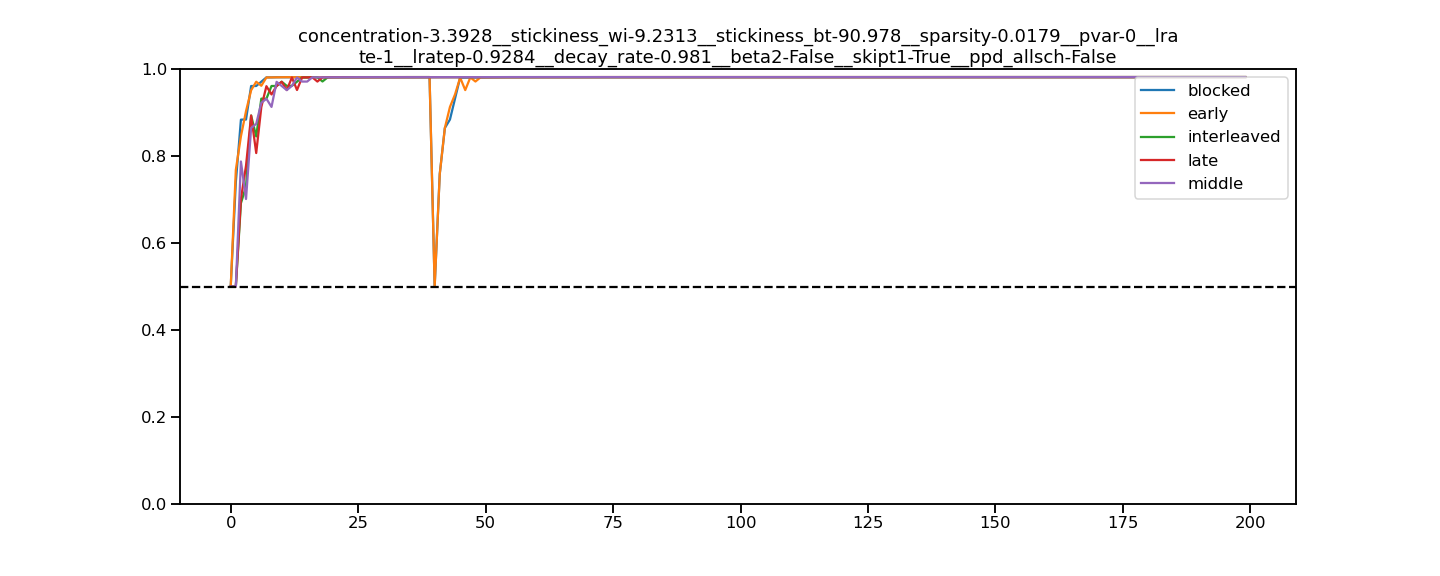 concentration-3.3928__stickiness_wi-9.2313__stickiness_bt-90.978__sparsity-0.0179__pvar-0__lra
te-1__lratep-0.9284__decay_rate-0.981__beta2-False__skipt1-True__ppd_allsch-False
1.0
0.8
0.6
0.4
0.2
0.0
blocked
early
interleaved
late
middle
0 25 50 75 100 125 150 175 200